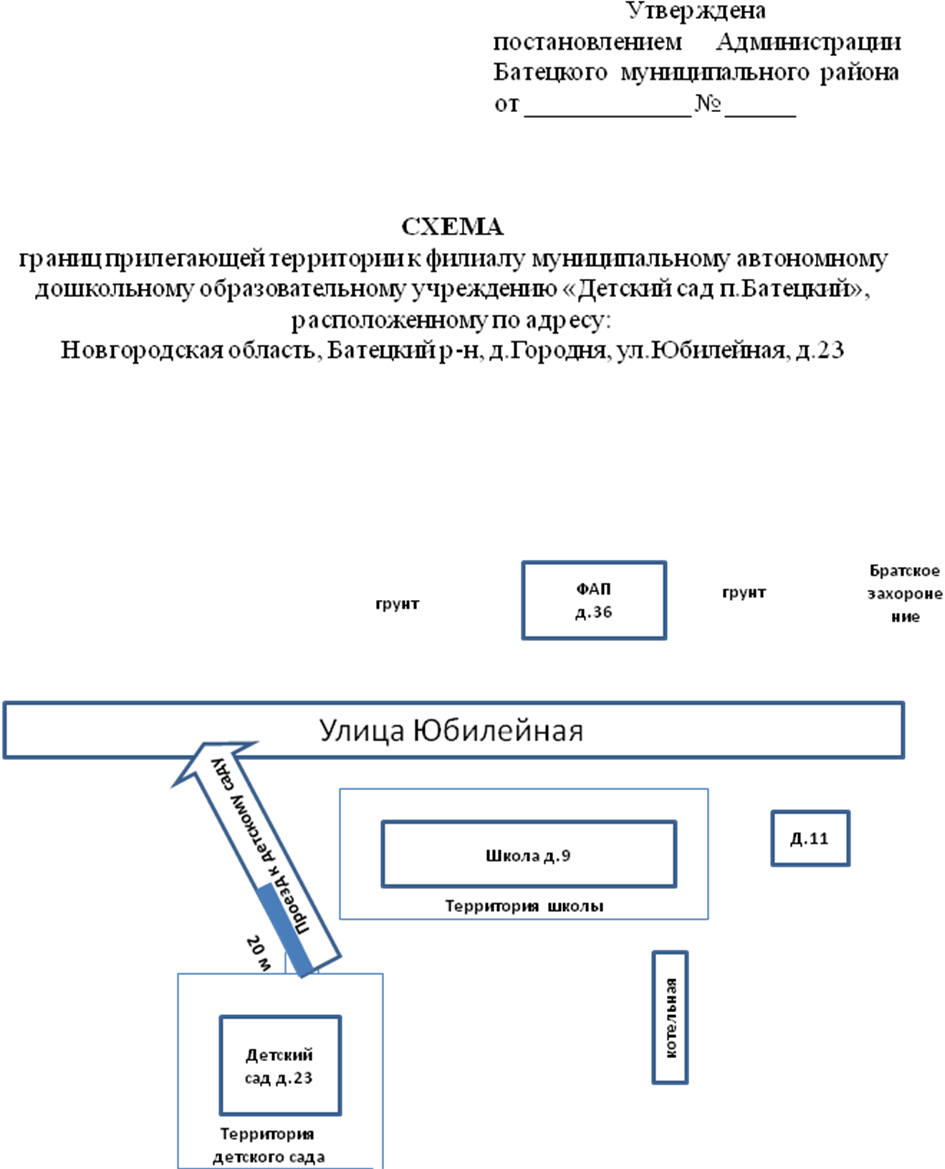 Утверждена
постановлением Администрации
Батецкого муниципального района
от _____________ № ______
СХЕМА
границ прилегающей территории к филиалу муниципальному автономному
дошкольному образовательному учреждению «Детский сад п.Батецкий»,
расположенному по адресу:
Новгородская область, Батецкий р-н, д.Городня, ул.Юбилейная, д.23
грунт
ФАП
д.36
грунт
Братское
захороне
ние
Улица Юбилейная
Проезд к детскому саду
20 м
Школа д.9
Территория школы
Д.11
котельная
Детский
сад д.23
Территория
детского сада